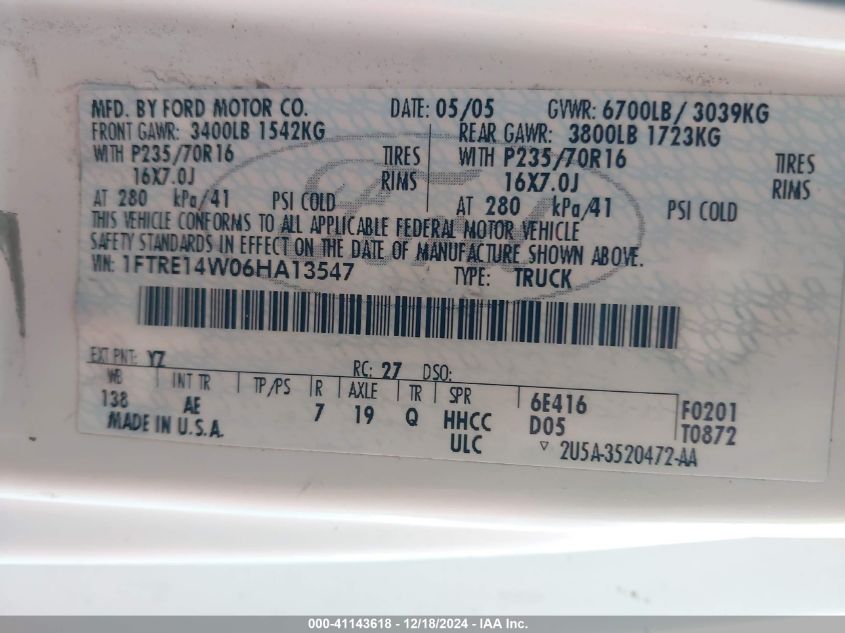 MFD. BY FORD MOTOR CO. DATE: 05/05 GVWR: 6700LB/ 3039KG
FRONT GAWR: 3400LB 1542KG REAR GAWR: 3800LB 1723KG
WITH P235/70R16 TIRES WITH P235/70R16 TIRES
16X7.0J RIMS 16X7.0J RIMS
AT 280 kPa/41 PSI COLD AT 280 kPa/41 PSI COLD
THIS VEHICLE CONFORMS TO ALL APPLICABLE FEDERAL MOTOR VEHICLE
SAFETY STANDARDS IN EFFECT ON THE DATE OF MANUFACTURE SHOWN ABOVE.
VIN: 1FTRE14W06HA13547 TYPE: TRUCK
EXT PNT: YZ RC: 27 DSO:
WB INT TR TP/PS R AXLE TR SPR 6E416 F0201
138 AE 7 19 Q HHCC D05 T0872
MADE IN U.S.A. ULC 2U5A-3520472-AA
000-41143618 - 12/18/2024 - IAA Inc.